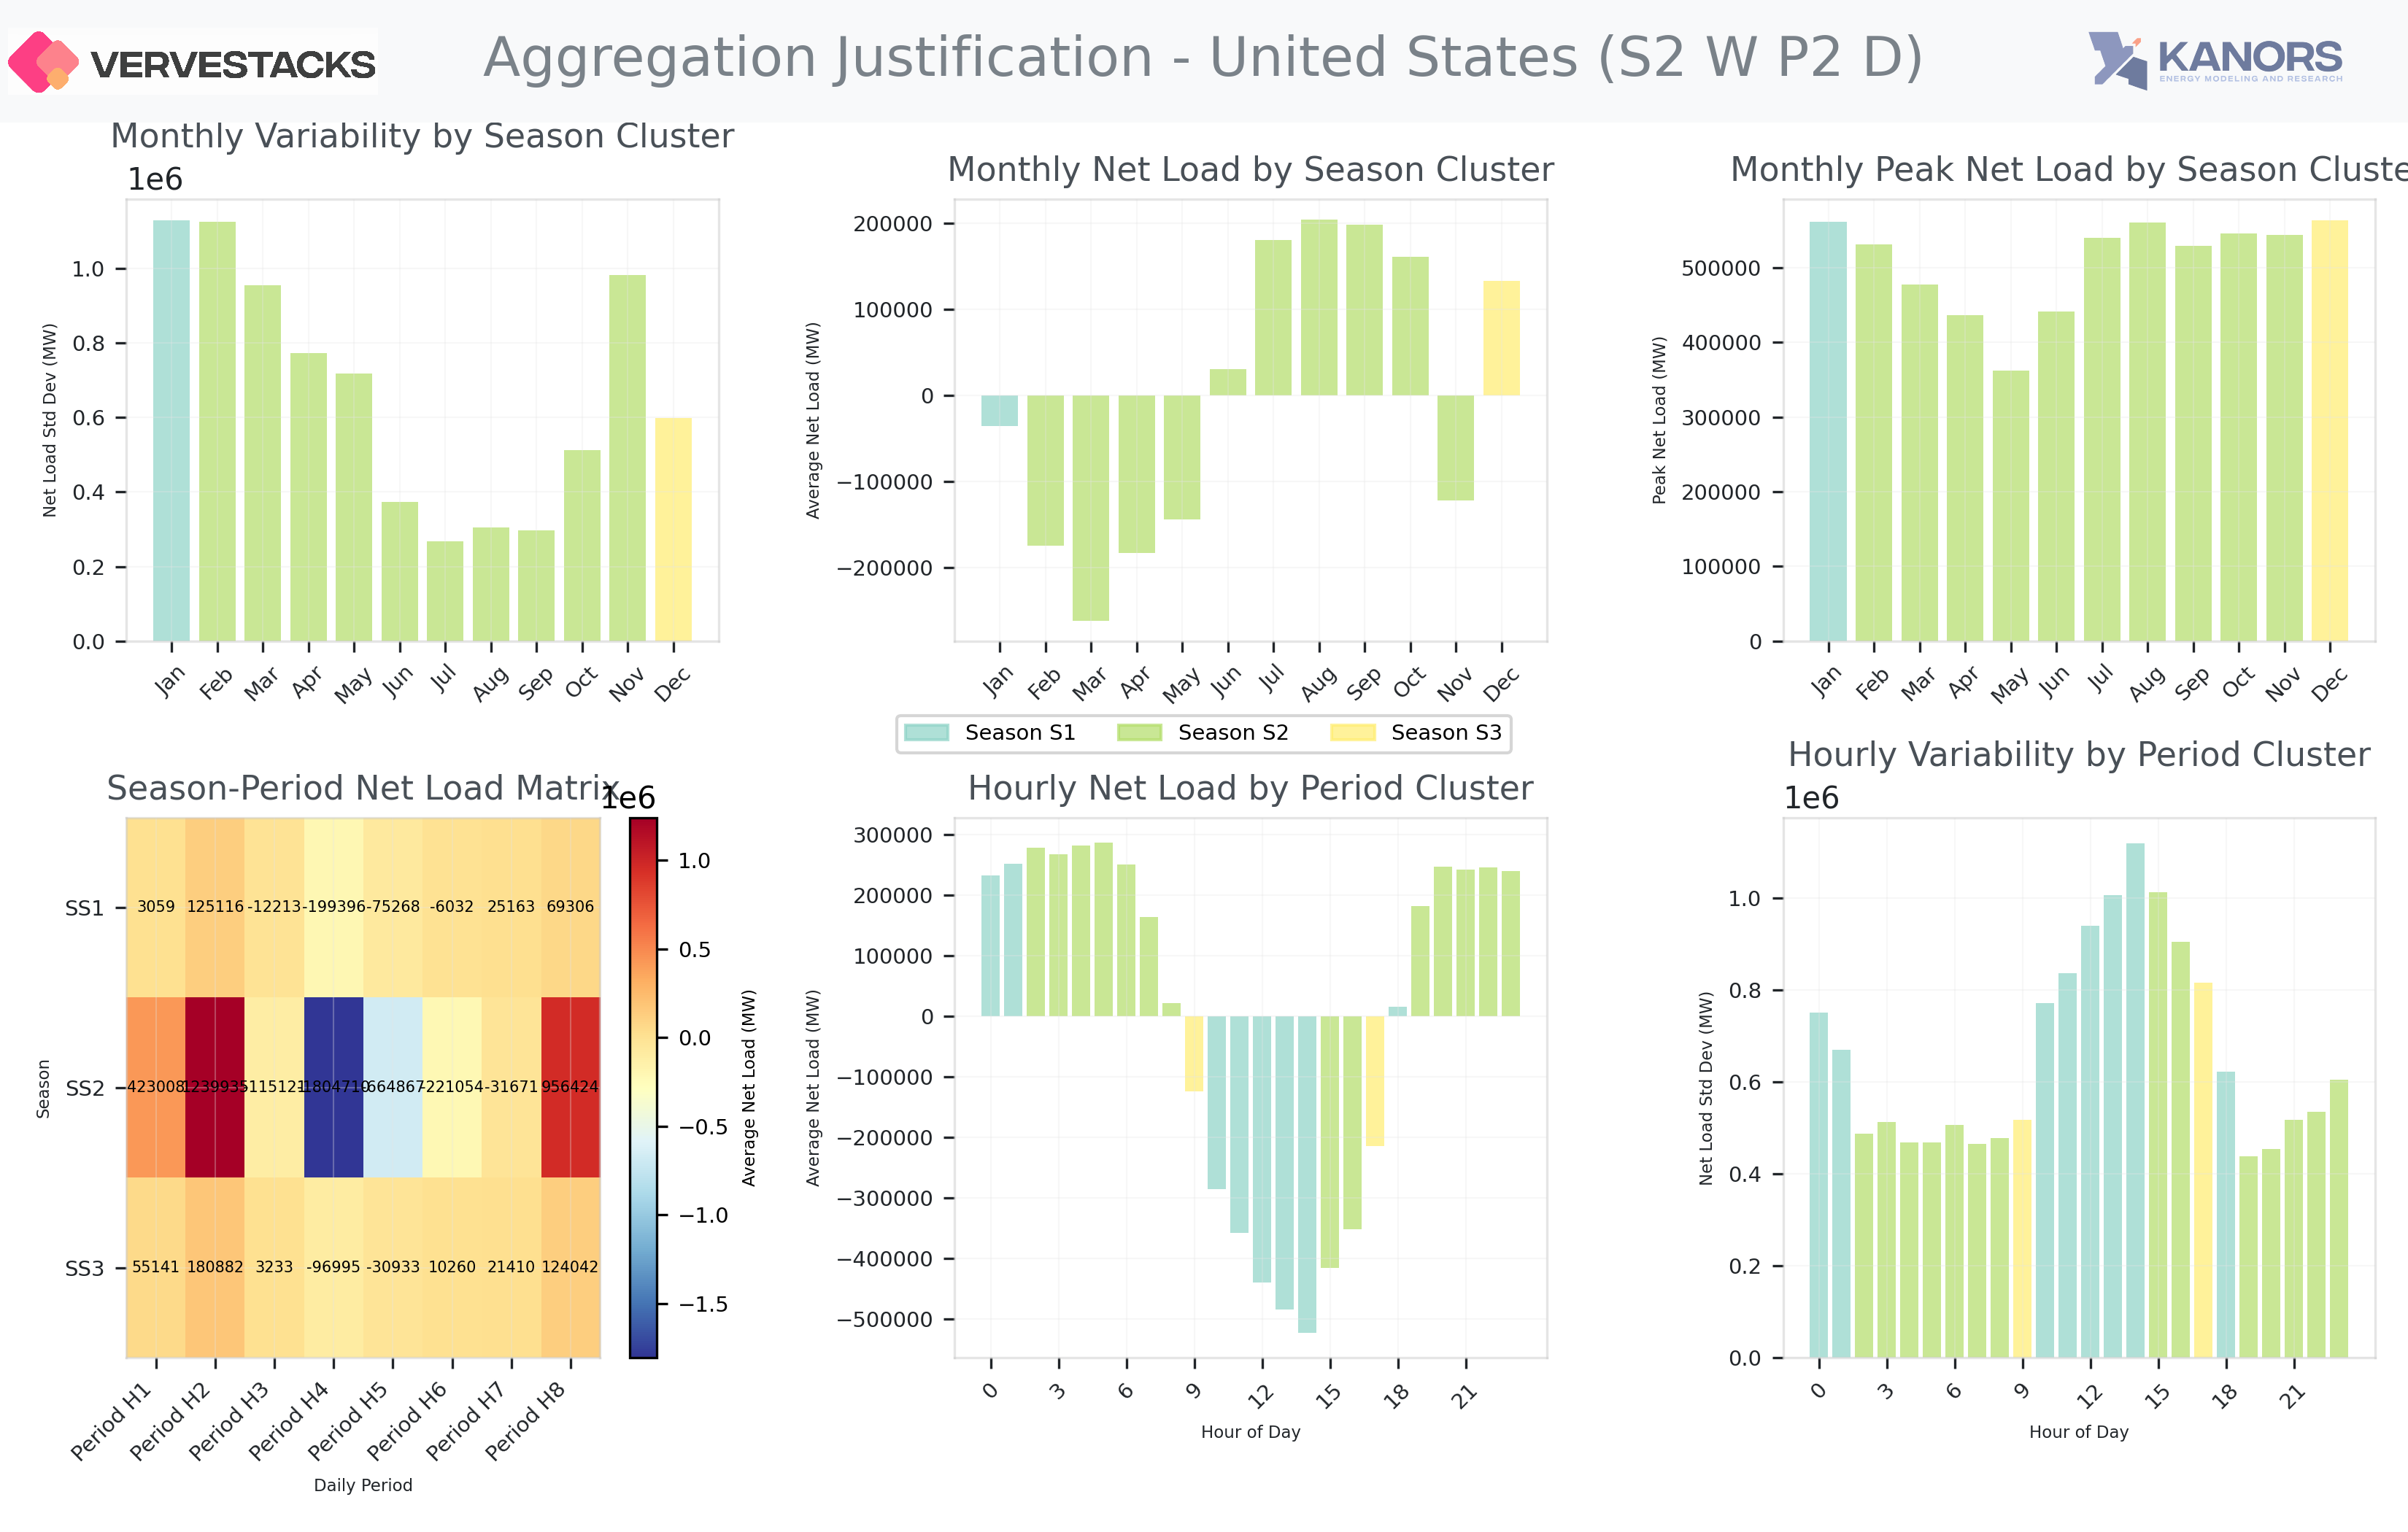 VERVESTACKS
Aggregation Justification - United States (S2 W P2 D)
KANORS
ENERGY MODELING AND RESEARCH
Monthly Variability by Season Cluster
1e6
Net Load Std Dev (MW)
1.0
0.8
0.6
0.4
0.2
0.0
Jan Feb Mar Apr May Jun Jul Aug Sep Oct Nov Dec
Monthly Net Load by Season Cluster
Average Net Load (MW)
200000
100000
0
−100000
−200000
Jan Feb Mar Apr May Jun Jul Aug Sep Oct Nov Dec
Monthly Peak Net Load by Season Cluste
Peak Net Load (MW)
500000
400000
300000
200000
100000
0
Jan Feb Mar Apr May Jun Jul Aug Sep Oct Nov Dec
Season S1 Season S2 Season S3
Season-Period Net Load Matrix
1e6
Season
SS1 3059 125116 -12213 -199396 -75268 -6032 25163 69306
SS2 -31671 956424
SS3 55141 180882 3233 -96995 -30933 10260 21410 124042
Period H1 Period H2 Period H3 Period H4 Period H5 Period H6 Period H7 Period H8
Daily Period
1.0
0.5
0.0
−0.5
−1.0
−1.5
Average Net Load (MW)
Hourly Net Load by Period Cluster
Average Net Load (MW)
300000
200000
100000
0
−100000
−200000
−300000
−400000
−500000
0 3 6 9 12 15 18 21
Hour of Day
Hourly Variability by Period Cluster
1e6
Net Load Std Dev (MW)
1.0
0.8
0.6
0.4
0.2
0.0
0 3 6 9 12 15 18 21
Hour of Day